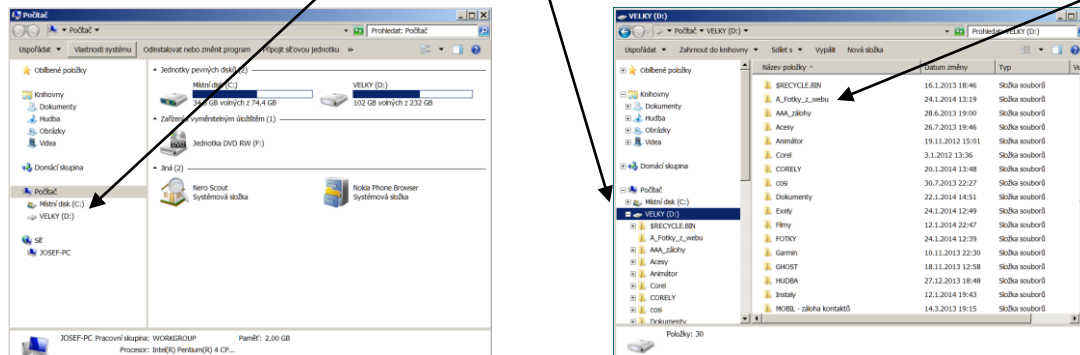 Počítač
Počítač
Prohledat: Počítač
Uspořádat
Vlastnosti systému
Odinstalovat nebo změnit program
Připojit síťovou jednotku
»
Oblíbené položky
Knihovny
Dokumenty
Hudba
Obrázky
Videa
Domácí skupina
Počítač
Místní disk (C:)
VELKY (D:)
Síť
JOSEF-PC
Jednotky pevných disků (2)
Místní disk (C:)
34,8 GB volných z 74,4 GB
VELKY (D:)
102 GB volných z 232 GB
Zařízení s vyměnitelným úložištěm (1)
Jednotka DVD RW (F:)
Jiná (2)
Nero Scout
Systémová složka
Nokia Phone Browser
Systémová složka
JOSEF-PC Pracovní skupina: WORKGROUP Paměť: 2,00 GB
Procesor: Intel(R) Pentium(R) 4 CP...
VELKY (D:)
Počítač VELKY (D:)
Uspořádat
Zahrnout do knihovny
Sdílet s
Vypálit
Nová složka
Oblíbené položky
Knihovny
Dokumenty
Hudba
Obrázky
Videa
Domácí skupina
Počítač
Místní disk (C:)
VELKY (D:)
$RECYCLE.BIN
A_Fotky_z_webu
AAA_zálohy
Acesy
Animátor
Corel
CORELY
cosi
Dokumenty
Název položky Datum změny Typ
$RECYCLE.BIN 16.1.2013 18:46 Složka souborů
A_Fotky_z_webu 24.1.2014 13:19 Složka souborů
AAA_zálohy 28.6.2013 19:00 Složka souborů
Acesy 26.7.2013 19:46 Složka souborů
Animátor 19.11.2012 15:01 Složka souborů
Corel 3.1.2012 13:36 Složka souborů
CORELY 20.1.2014 13:48 Složka souborů
cosi 30.7.2013 22:27 Složka souborů
Dokumenty 22.1.2014 14:51 Složka souborů
Exely 24.1.2014 12:49 Složka souborů
Filmy 12.1.2014 22:47 Složka souborů
FOTKY 24.1.2014 12:39 Složka souborů
Garmin 10.11.2013 22:30 Složka souborů
GHOST 18.11.2013 12:58 Složka souborů
HUDBA 27.12.2013 18:48 Složka souborů
Instaly 12.1.2014 19:43 Složka souborů
MOBIL - záloha kontaktů 14.3.2013 19:15 Složka souborů
Položky: 30